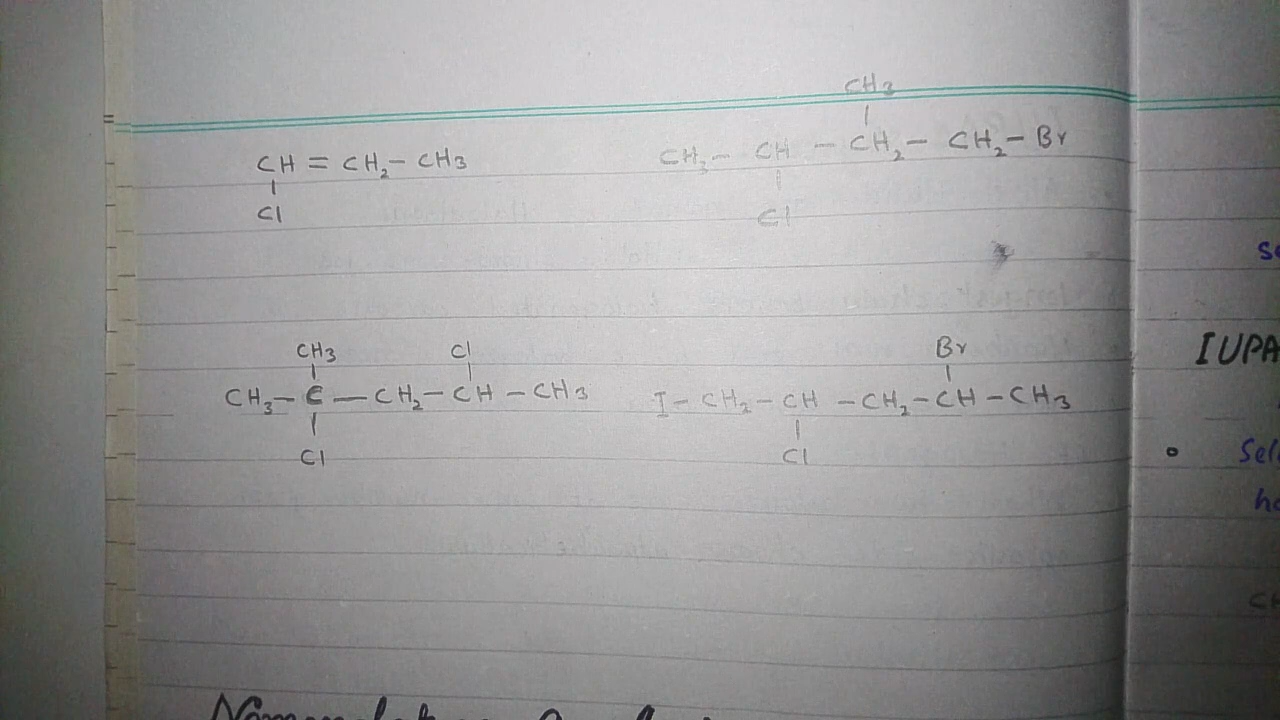 CH3
CH = CH2 - CH3
Cl
CH3 - CH - CH2 - CH2 - Br
Cl
CH3 Cl
CH3 - C - CH2 - CH - CH3
Cl
Br
I - CH2 - CH - CH2 - CH - CH3
Cl
IUPA